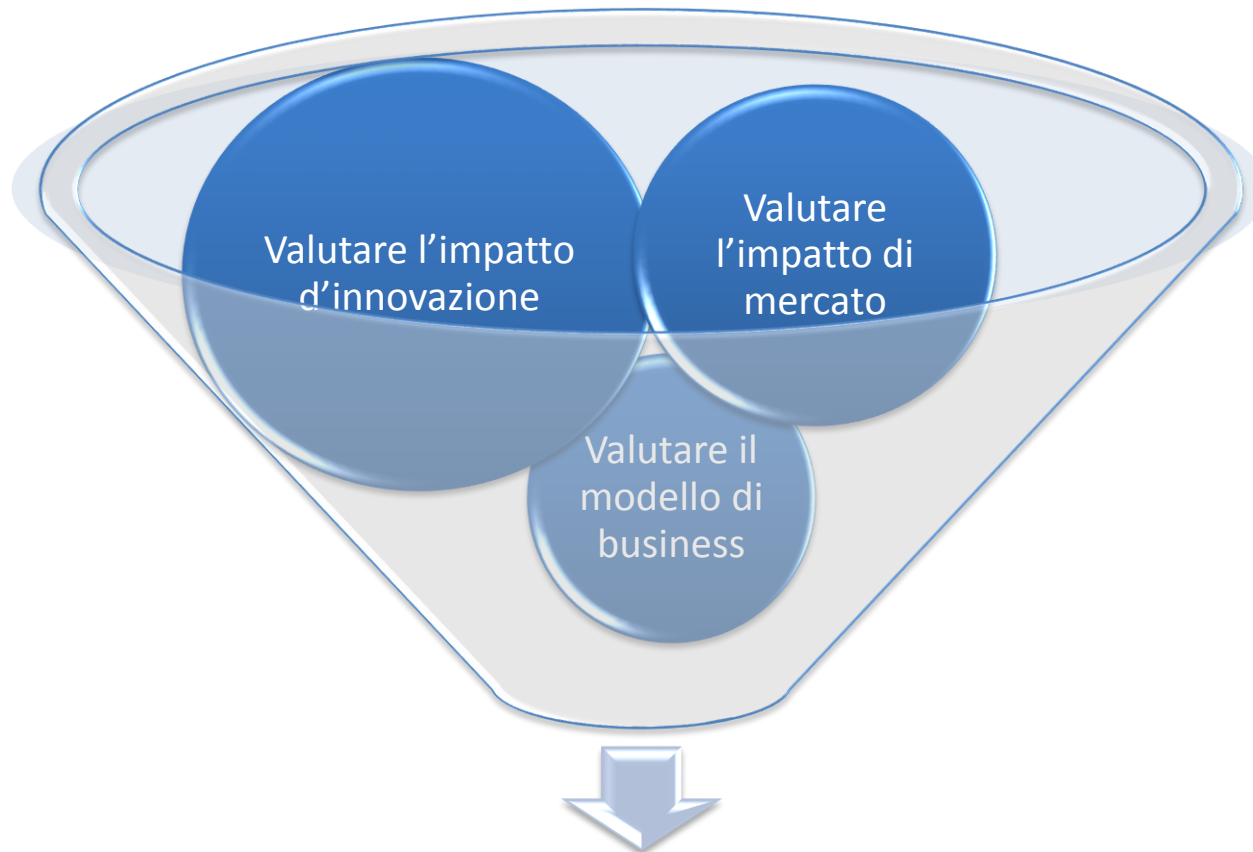 Valutare l’impatto
d’innovazione
Valutare
l’impatto di
mercato
Valutare il
modello di
business